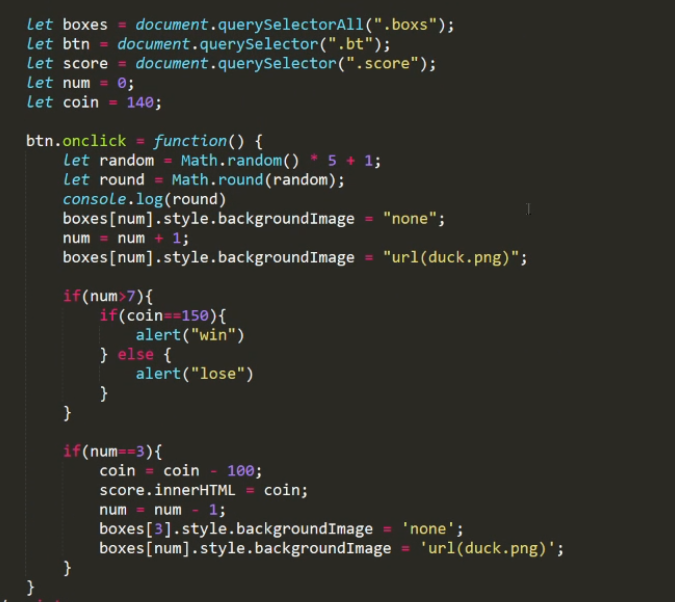 let boxes = document.querySelectorAll(".boxs");
let btn = document.querySelector(".bt");
let score = document.querySelector(".score");
let num = 0;
let coin = 140;
btn.onclick = function() {
let random = Math.random() * 5 + 1;
let round = Math.round(random);
console.log(round)
boxes[num].style.backgroundImage = "none";
num = num + 1;
boxes[num].style.backgroundImage = "url(duck.png)";
if(num>7){
if(coin==150){
alert("win")
} else {
alert("lose")
}
}
if(num==3){
coin = coin - 100;
score.innerHTML = coin;
num = num - 1;
boxes[3].style.backgroundImage = 'none';
boxes[num].style.backgroundImage = 'url(duck.png)';
}
}